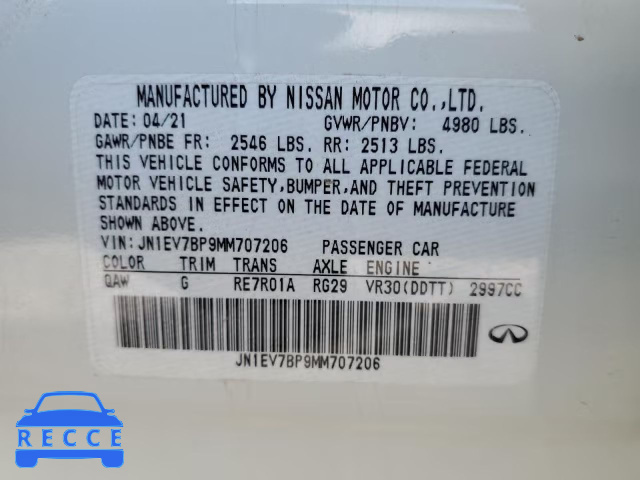 MANUFACTURED BY NISSAN MOTOR CO.,LTD.
DATE: 04/21 GVWR/PNBV: 4980 LBS.
GAWR/PNBE FR: 2546 LBS. RR: 2513 LBS.
THIS VEHICLE CONFORMS TO ALL APPLICABLE FEDERAL
MOTOR VEHICLE SAFETY,BUMPER,AND THEFT PREVENTION
STANDARDS IN EFFECT ON THE DATE OF MANUFACTURE
SHOWN ABOVE.
VIN: JN1EV7BP9MM707206 PASSENGER CAR
COLOR TRIM TRANS AXLE ENGINE
QAW G RE7R01A RG29 VR30(DDTT) 2997CC
JN1EV7BP9MM707206
RECCE